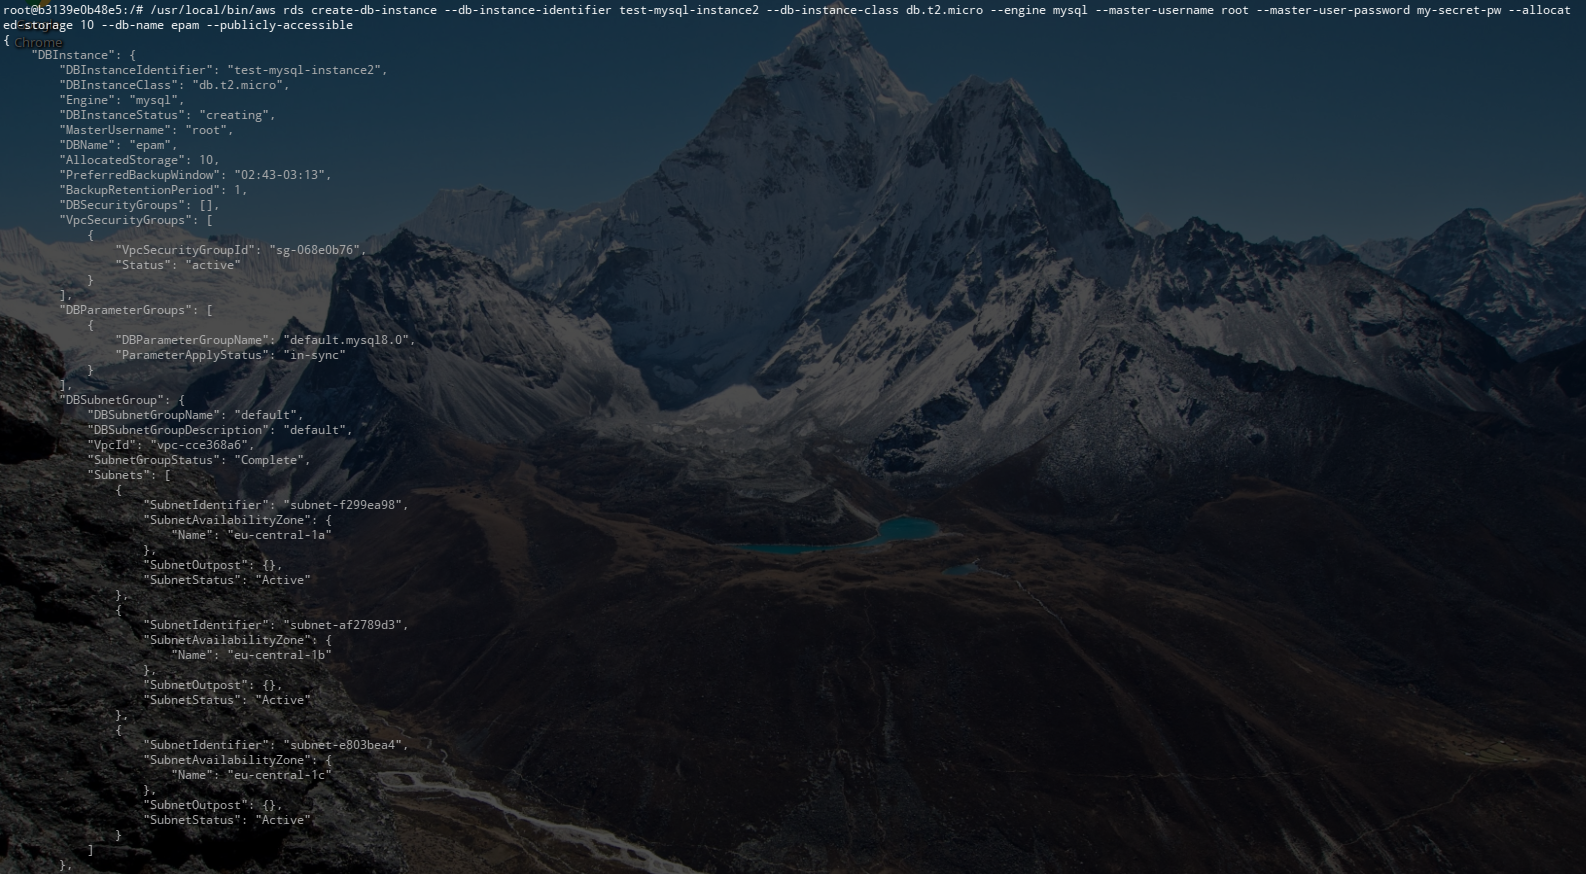 root@b3139e0b48e5:/# /usr/local/bin/aws rds create-db-instance --db-instance-identifier test-mysql-instance2 --db-instance-class db.t2.micro --engine mysql --master-username root --master-user-password my-secret-pw --allocat
ed-storage 10 --db-name epam --publicly-accessible
{
Chrome
    "DBInstance": {
        "DBInstanceIdentifier": "test-mysql-instance2",
        "DBInstanceClass": "db.t2.micro",
        "Engine": "mysql",
        "DBInstanceStatus": "creating",
        "MasterUsername": "root",
        "DBName": "epam",
        "AllocatedStorage": 10,
        "PreferredBackupWindow": "02:43-03:13",
        "BackupRetentionPeriod": 1,
        "DBSecurityGroups": [],
        "VpcSecurityGroups": [
            {
                "VpcSecurityGroupId": "sg-068e0b76",
                "Status": "active"
            }
        ],
        "DBParameterGroups": [
            {
                "DBParameterGroupName": "default.mysql8.0",
                "ParameterApplyStatus": "in-sync"
            }
        ],
        "DBSubnetGroup": {
            "DBSubnetGroupName": "default",
            "DBSubnetGroupDescription": "default",
            "VpcId": "vpc-cce368a6",
            "SubnetGroupStatus": "Complete",
            "Subnets": [
                {
                    "SubnetIdentifier": "subnet-f299ea98",
                    "SubnetAvailabilityZone": {
                        "Name": "eu-central-1a"
                    },
                    "SubnetOutpost": {},
                    "SubnetStatus": "Active"
                },
                {
                    "SubnetIdentifier": "subnet-af2789d3",
                    "SubnetAvailabilityZone": {
                        "Name": "eu-central-1b"
                    },
                    "SubnetOutpost": {},
                    "SubnetStatus": "Active"
                },
                {
                    "SubnetIdentifier": "subnet-e803bea4",
                    "SubnetAvailabilityZone": {
                        "Name": "eu-central-1c"
                    },
                    "SubnetOutpost": {},
                    "SubnetStatus": "Active"
                }
            ]
        },